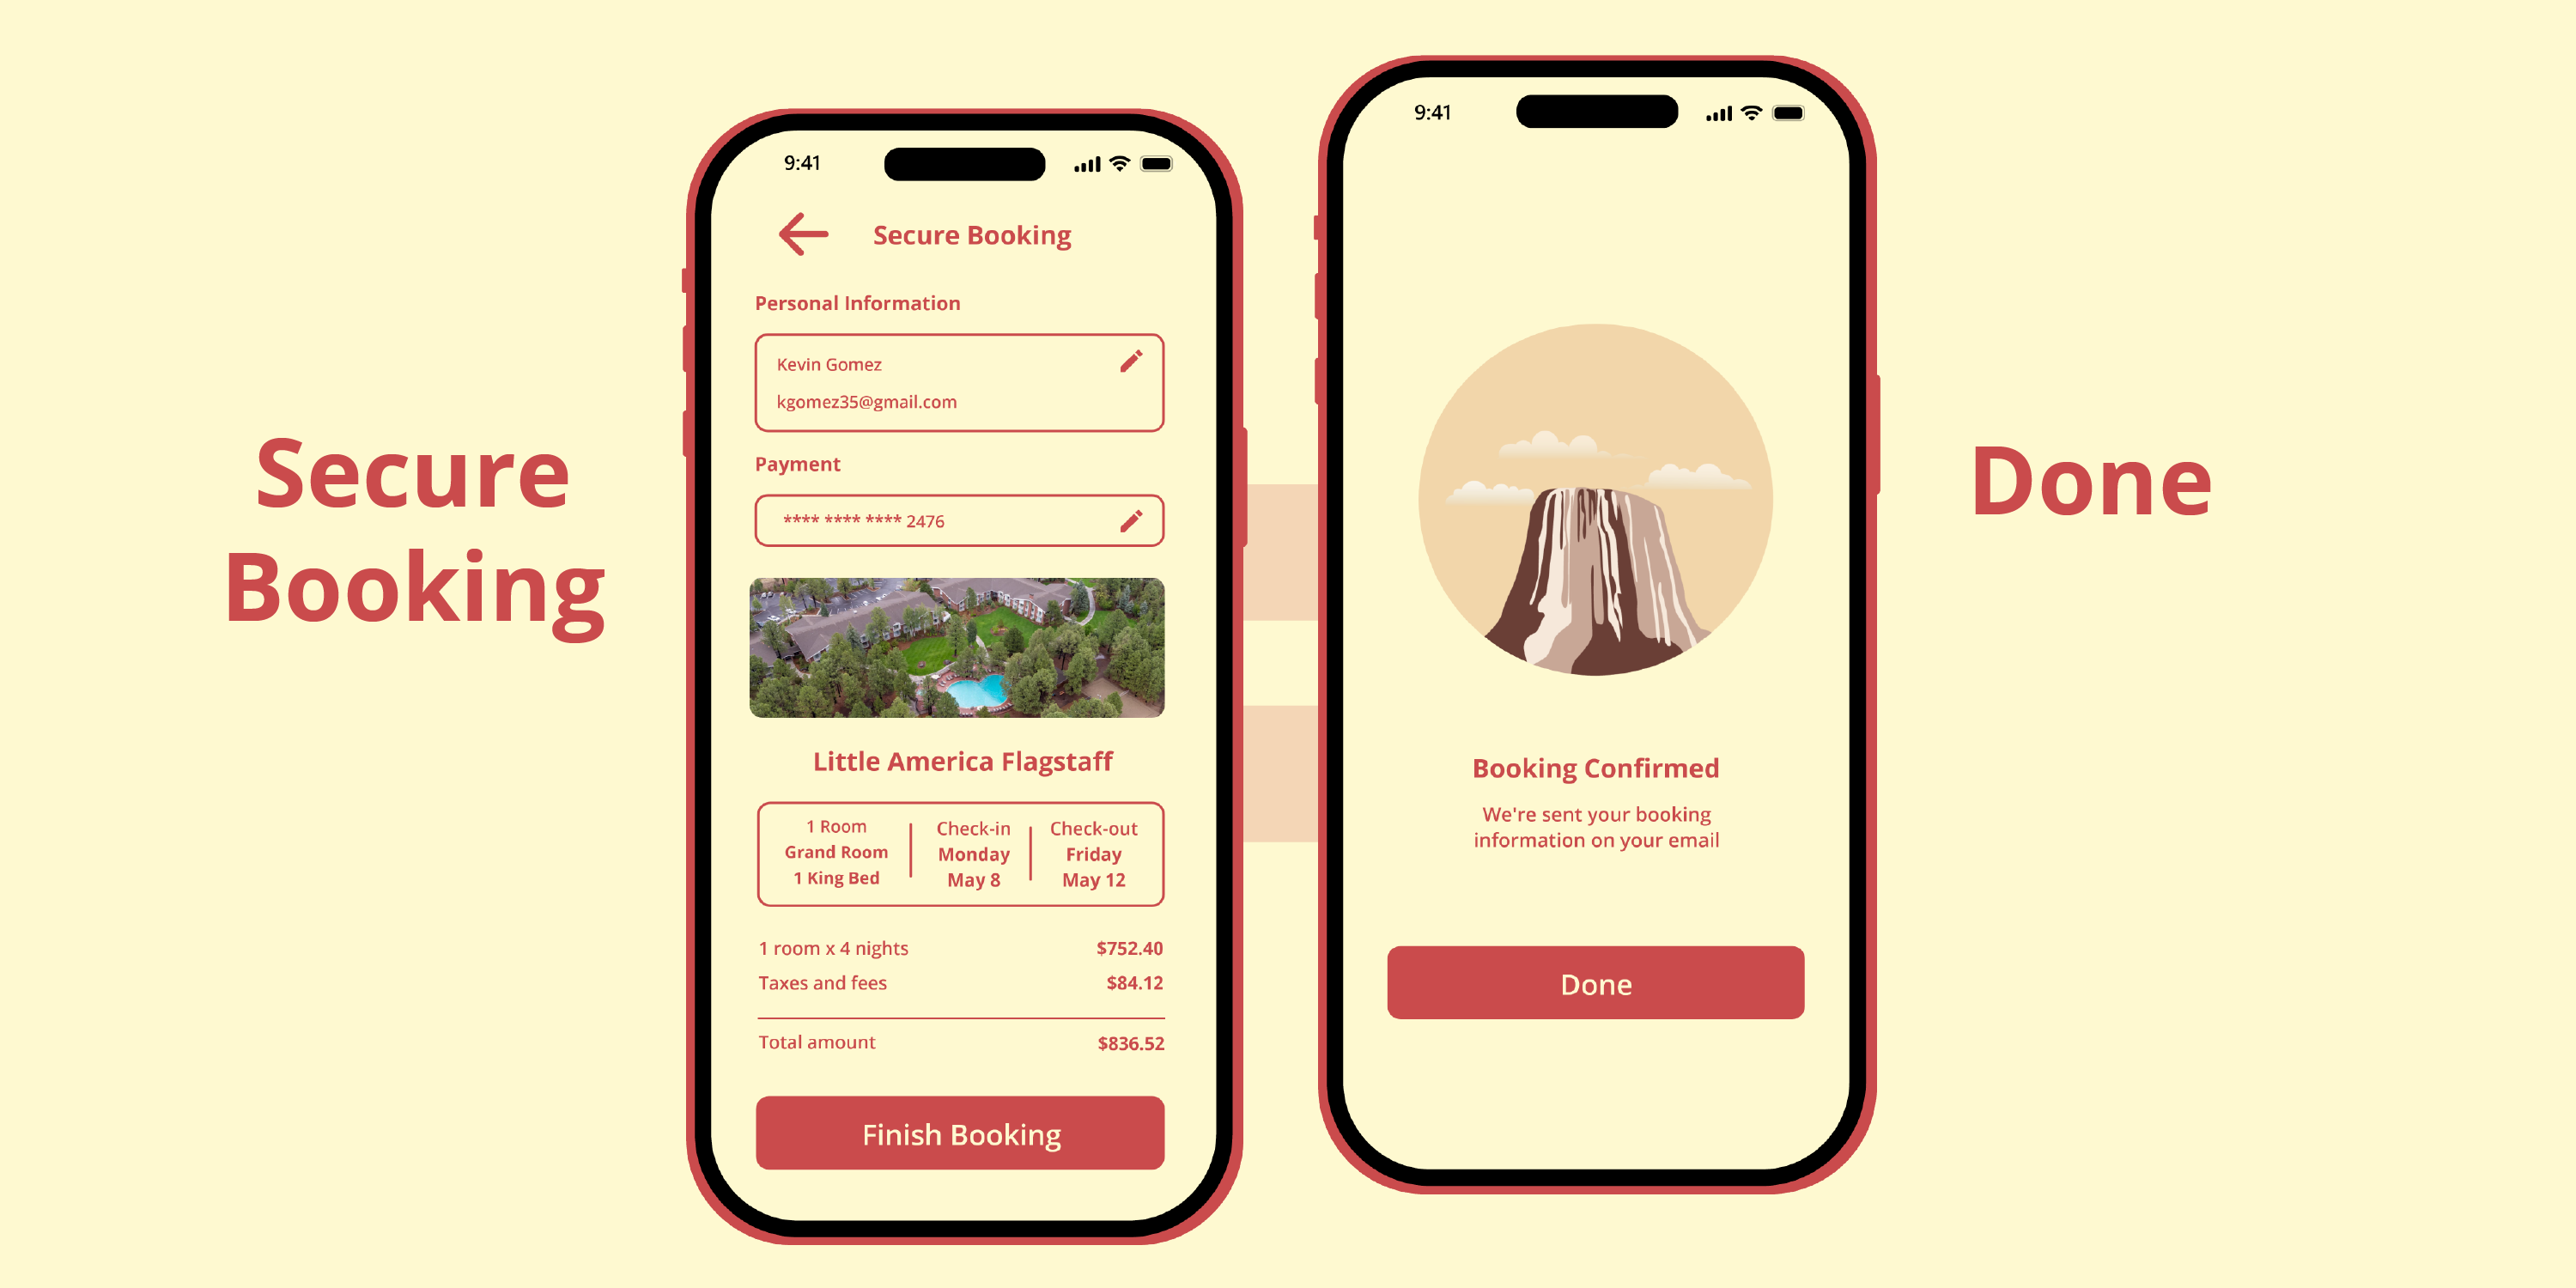 Secure
Booking
9:41
Secure Booking
Personal Information
Kevin Gomez
kgomez35@gmail.com
Payment
**** **** **** 2476
Little America Flagstaff
1 Room
Grand Room
1 King Bed
Check-in
Monday
May 8
Check-out
Friday
May 12
1 room x 4 nights $752.40
Taxes and fees $84.12
Total amount $836.52
Finish Booking
9:41
Booking Confirmed
We're sent your booking
information on your email
Done
Done